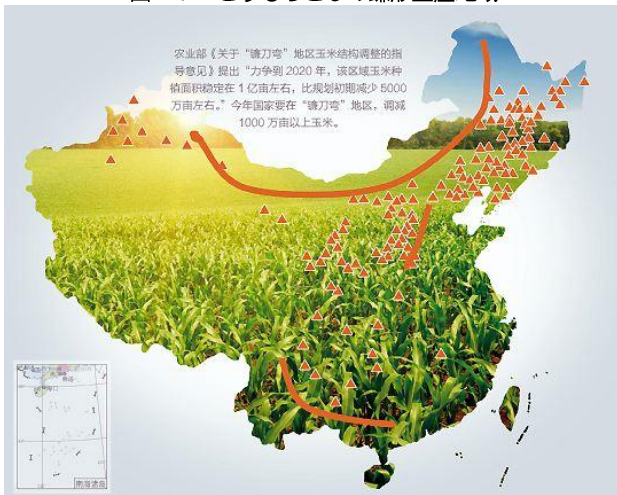 农业部《关于“镰刀弯”地区玉米结构调整的指
导意见》提出“力争到 2020 年，该区域玉米种
植面积稳定在 1 亿亩左右，比规划初期减少 5000
万亩左右。”今年国家要在“镰刀弯”地区，调减
1000 万亩以上玉米。
南海诸岛